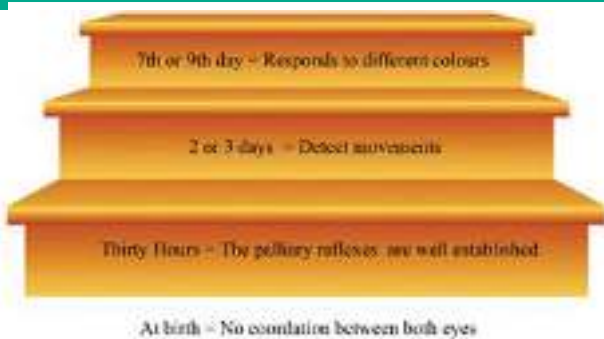 7th or 9th day = Responds to different colours
2 or 3 days = Detect movements
Thirty Hours = The pelkary reflexes are well established
At birth = No coordation between both eyes